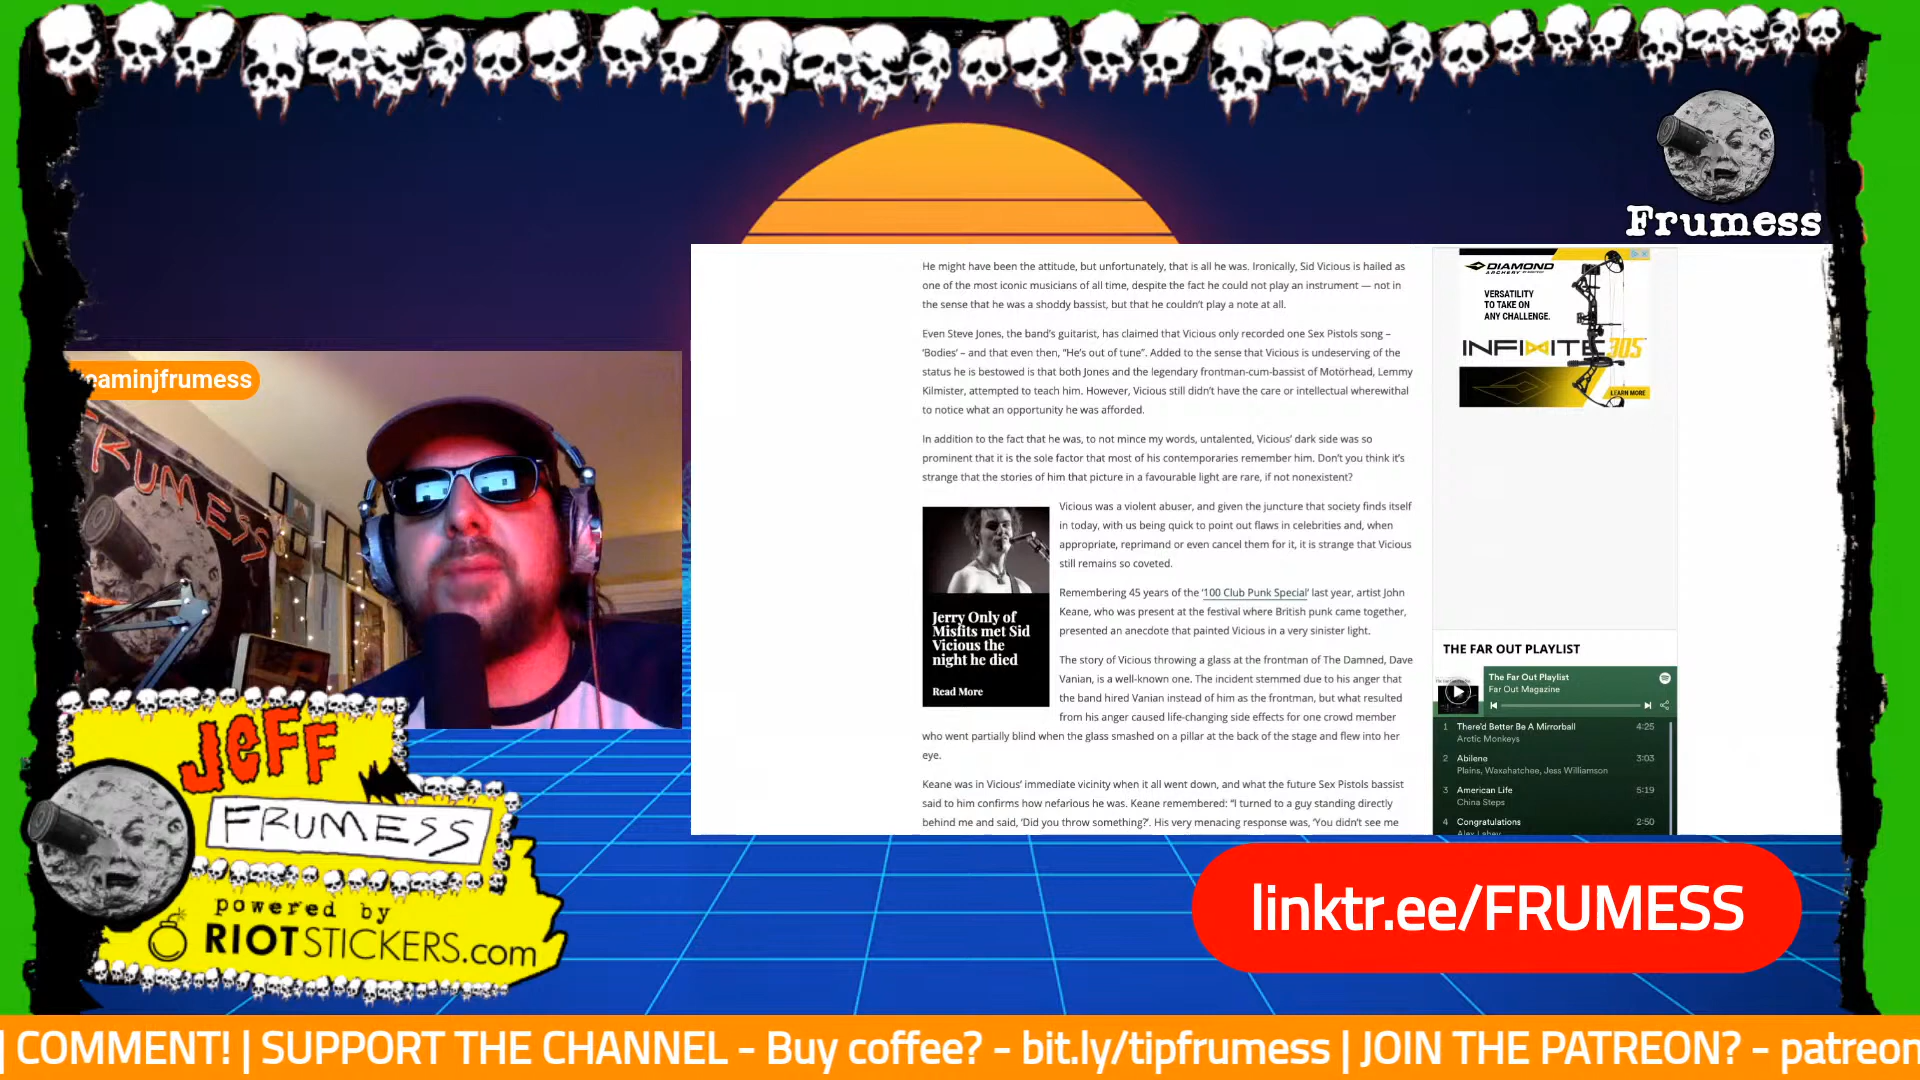 Frumess
He might have been the attitude, but unfortunately, that is all he was. Ironically, Sid Vicious is hailed as
one of the most iconic musicians of all time, despite the fact he could not play an instrument — not in
the sense that he was a shoddy bassist, but that he couldn't play a note at all.
Even Steve Jones, the band's guitarist, has claimed that Vicious only recorded one Sex Pistols song –
'Bodies' – and that even then, "He's out of tune". Added to the sense that Vicious is undeserving of the
status he is bestowed is that both Jones and the legendary frontman-cum-bassist of Motörhead, Lemmy
Kilmister, attempted to teach him. However, Vicious still didn't have the care or intellectual wherewithal
to notice what an opportunity he was afforded.
In addition to the fact that he was, to not mince my words, untalented, Vicious' dark side was so
prominent that it is the sole factor that most of his contemporaries remember him. Don't you think it's
strange that the stories of him that picture in a favourable light are rare, if not nonexistent?
Vicious was a violent abuser, and given the juncture that society finds itself
in today, with us being quick to point out flaws in celebrities and, when
appropriate, reprimand or even cancel them for it, it is strange that Vicious
still remains so coveted.
Jerry Only of
Misfits met Sid
Vicious the
night he died
Read More
Remembering 45 years of the '100 Club Punk Special' last year, artist John
Keane, who was present at the festival where British punk came together,
presented an anecdote that painted Vicious in a very sinister light.
The story of Vicious throwing a glass at the frontman of The Damned, Dave
Vanian, is a well-known one. The incident stemmed due to his anger that
the band hired Vanian instead of him as the frontman, but what resulted
from his anger caused life-changing side effects for one crowd member
who went partially blind when the glass smashed on a pillar at the back of the stage and flew into her
eye.
Keane was in Vicious' immediate vicinity when it all went down, and what the future Sex Pistols bassist
said to him confirms how nefarious he was. Keane remembered: "I turned to a guy standing directly
behind me and said, 'Did you throw something?'. His very menacing response was, 'You didn't see me
DIAMOND
VERSATILITY
TO TAKE ON
ANY CHALLENGE.
INFINITE 305
LEARN MORE
THE FAR OUT PLAYLIST
The Far Out Playlist
Far Out Magazine
1 There'd Better Be A Mirrorball 4:25
Arctic Monkeys
2 Abilene 3:03
Plains, Waxahatchee, Jess Williamson
3 American Life 5:19
China Steps
4 Congratulations 2:50
Alex Lahey
caminjfrumess
FRUMESS
JeFF
FRUMESS
powered by
RIOTSTICKERS.com
linktr.ee/FRUMESS
| COMMENT! | SUPPORT THE CHANNEL - Buy coffee? - bit.ly/tipfrumess | JOIN THE PATREON? - patreon